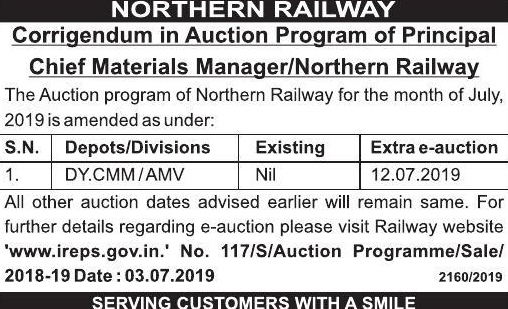 NORTHERN RAILWAY
Corrigendum in Auction Program of Principal
Chief Materials Manager/Northern Railway
The Auction program of Northern Railway for the month of July,
2019 is amended as under:
S.N. Depots/Divisions Existing Extra e-auction
1. DY.CMM/AMV Nil 12.07.2019
All other auction dates advised earlier will remain same. For
further details regarding e-auction please visit Railway website
'www.ireps.gov.in.' No. 117/S/Auction Programme/Sale/
2018-19 Date : 03.07.2019 2160/2019
SERVING CUSTOMERS WITH A SMILE